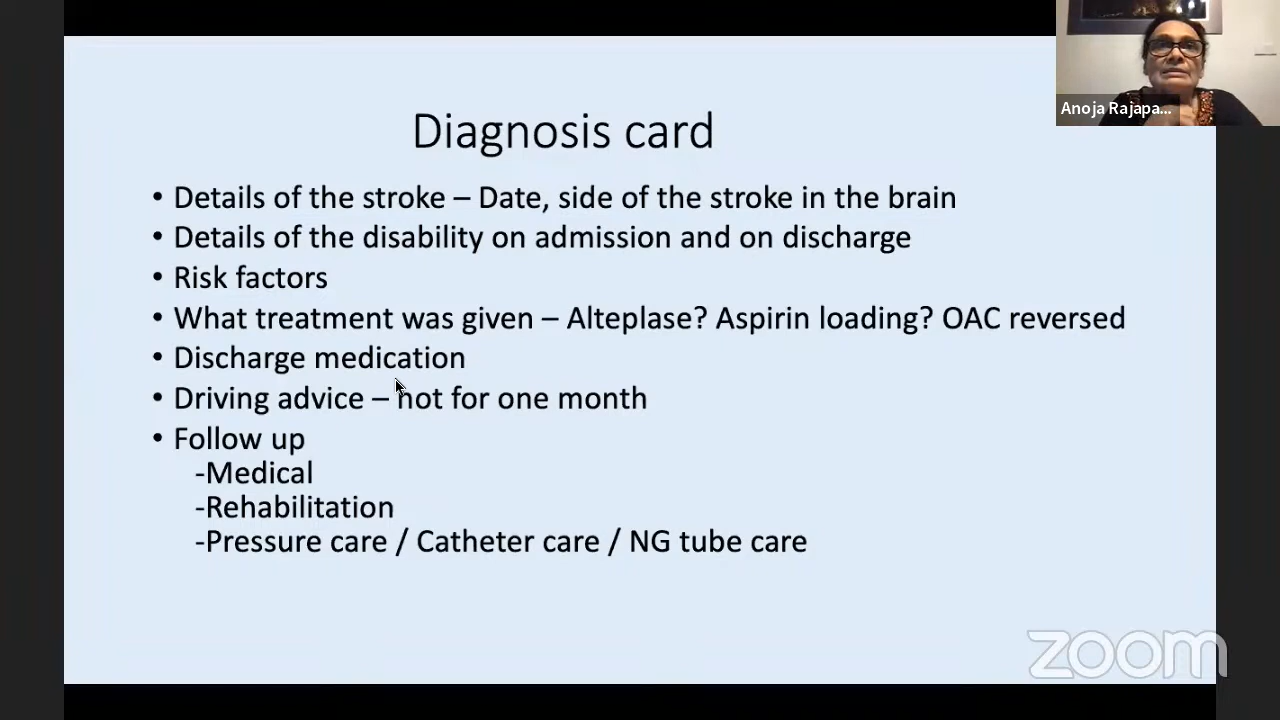 Anoja Rajapa...
Diagnosis card
• Details of the stroke – Date, side of the stroke in the brain
• Details of the disability on admission and on discharge
• Risk factors
• What treatment was given – Alteplase? Aspirin loading? OAC reversed
• Discharge medication
• Driving advice – not for one month
• Follow up
-Medical
-Rehabilitation
-Pressure care / Catheter care / NG tube care
zoom